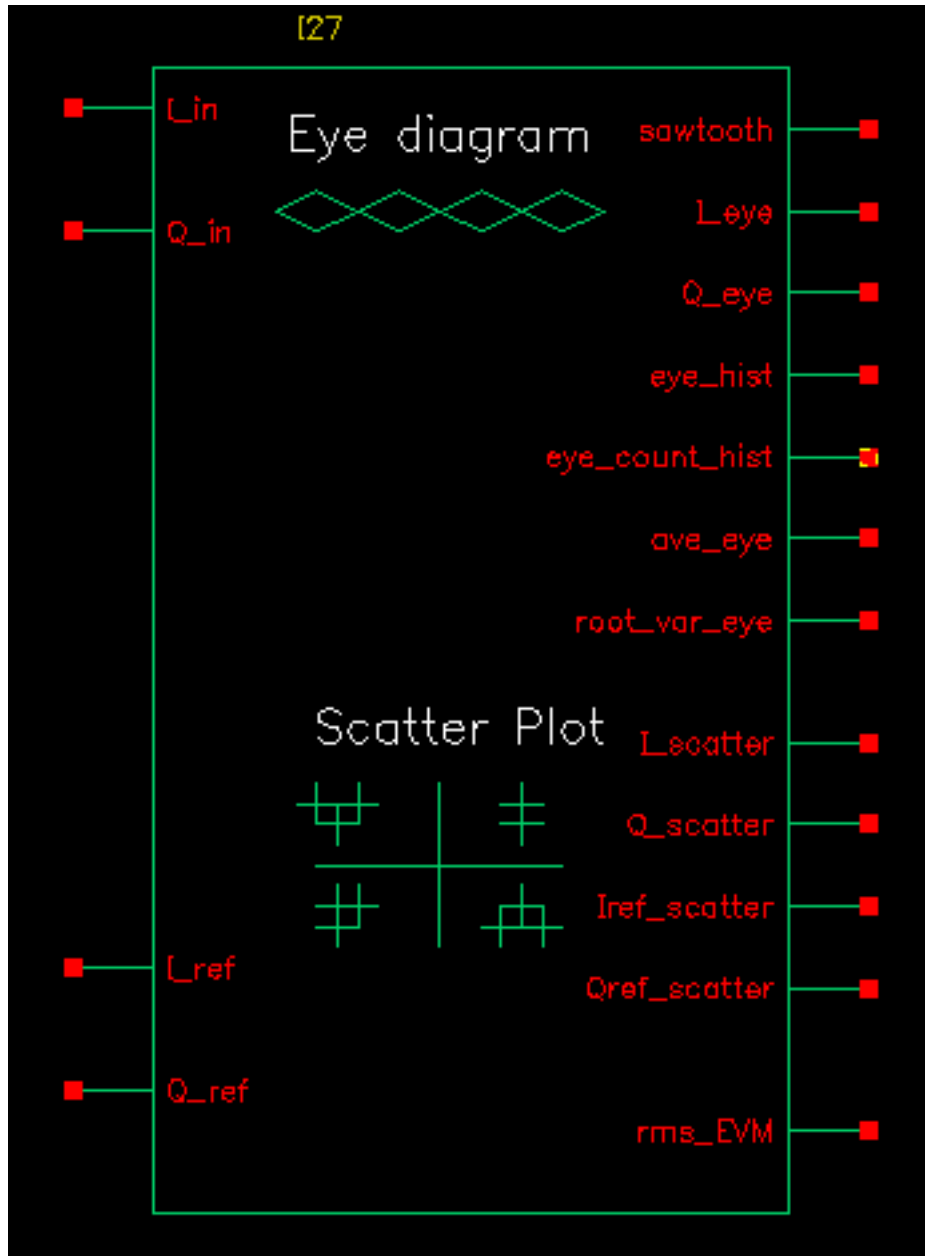 I27
I_in
Q_in
Eye diagram
sawtooth
I_eye
Q_eye
eye_hist
eye_count_hist
ave_eye
root_var_eye
Scatter Plot
I_scatter
Q_scatter
Iref_scatter
Qref_scatter
I_ref
Q_ref
rms_EVM